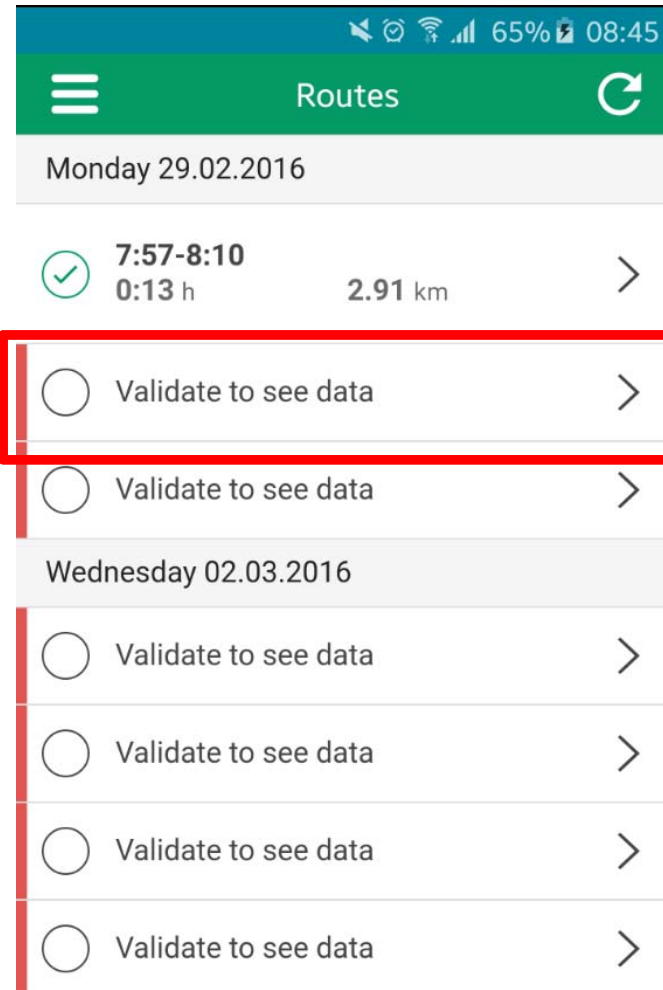 65% 08:45
Routes
Monday 29.02.2016
7:57-8:10
0:13 h 2.91 km
Validate to see data
Validate to see data
Wednesday 02.03.2016
Validate to see data
Validate to see data
Validate to see data
Validate to see data